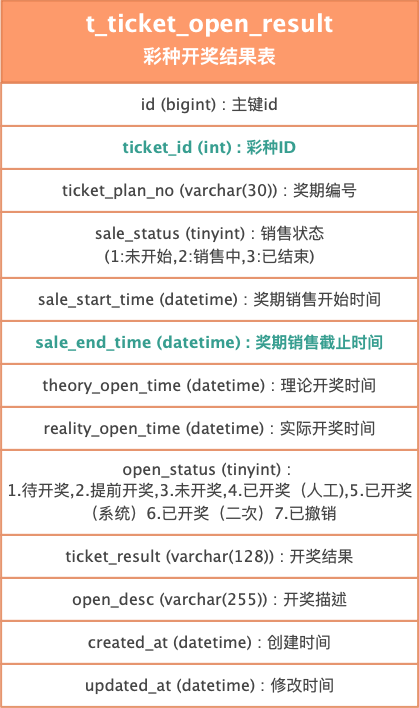 t_ticket_open_result
彩种开奖结果表
id (bigint) : 主键id
ticket_id (int) : 彩种ID
ticket_plan_no (varchar(30)) : 奖期编号
sale_status (tinyint) : 销售状态
(1:未开始,2:销售中,3:已结束)
sale_start_time (datetime) : 奖期销售开始时间
sale_end_time (datetime) : 奖期销售截止时间
theory_open_time (datetime) : 理论开奖时间
reality_open_time (datetime) : 实际开奖时间
open_status (tinyint) :
1.待开奖,2.提前开奖,3.未开奖,4.已开奖（人工),5.已开奖
（系统）6.已开奖（二次）7.已撤销
ticket_result (varchar(128)) : 开奖结果
open_desc (varchar(255)) : 开奖描述
created_at (datetime) : 创建时间
updated_at (datetime) : 修改时间